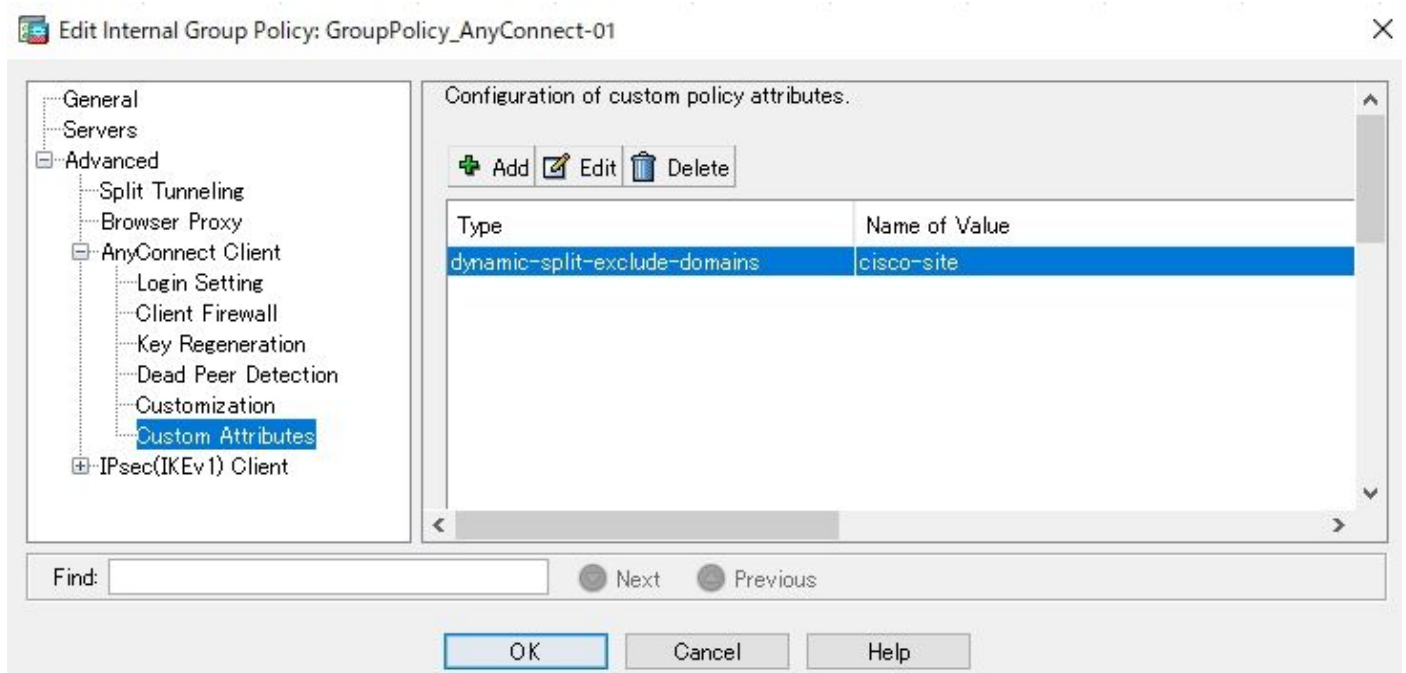 Edit Internal Group Policy: GroupPolicy_AnyConnect-01
General
Servers
Advanced
Split Tunneling
Browser Proxy
AnyConnect Client
Login Setting
Client Firewall
Key Regeneration
Dead Peer Detection
Customization
Custom Attributes
IPsec(IKEv1) Client
Configuration of custom policy attributes.
Add Edit Delete
Type Name of Value
dynamic-split-exclude-domains cisco-site
Find: Next Previous
OK Cancel Help